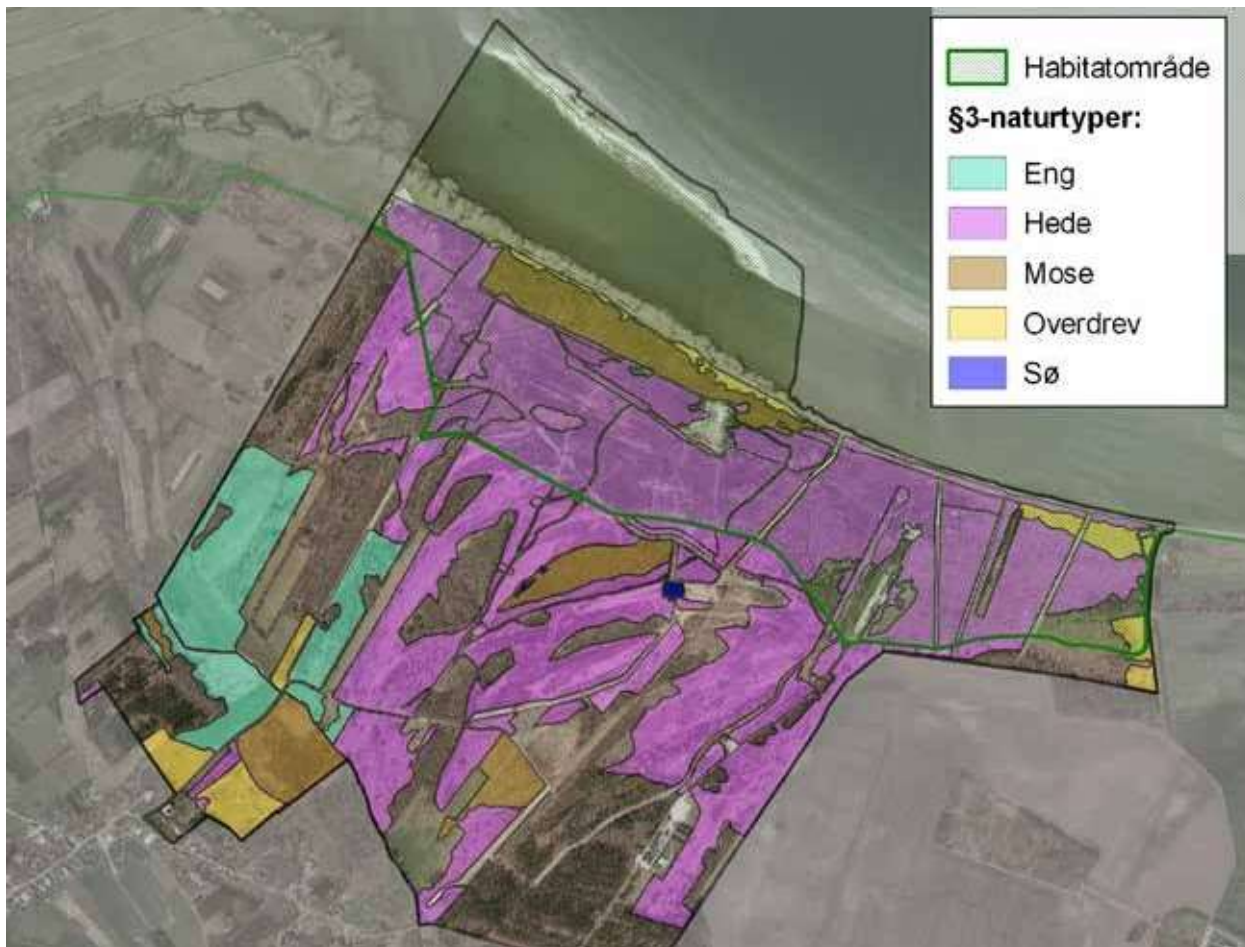 Habitatområde
§3-naturtyper:
Eng
Hede
Mose
Overdrev
Sø